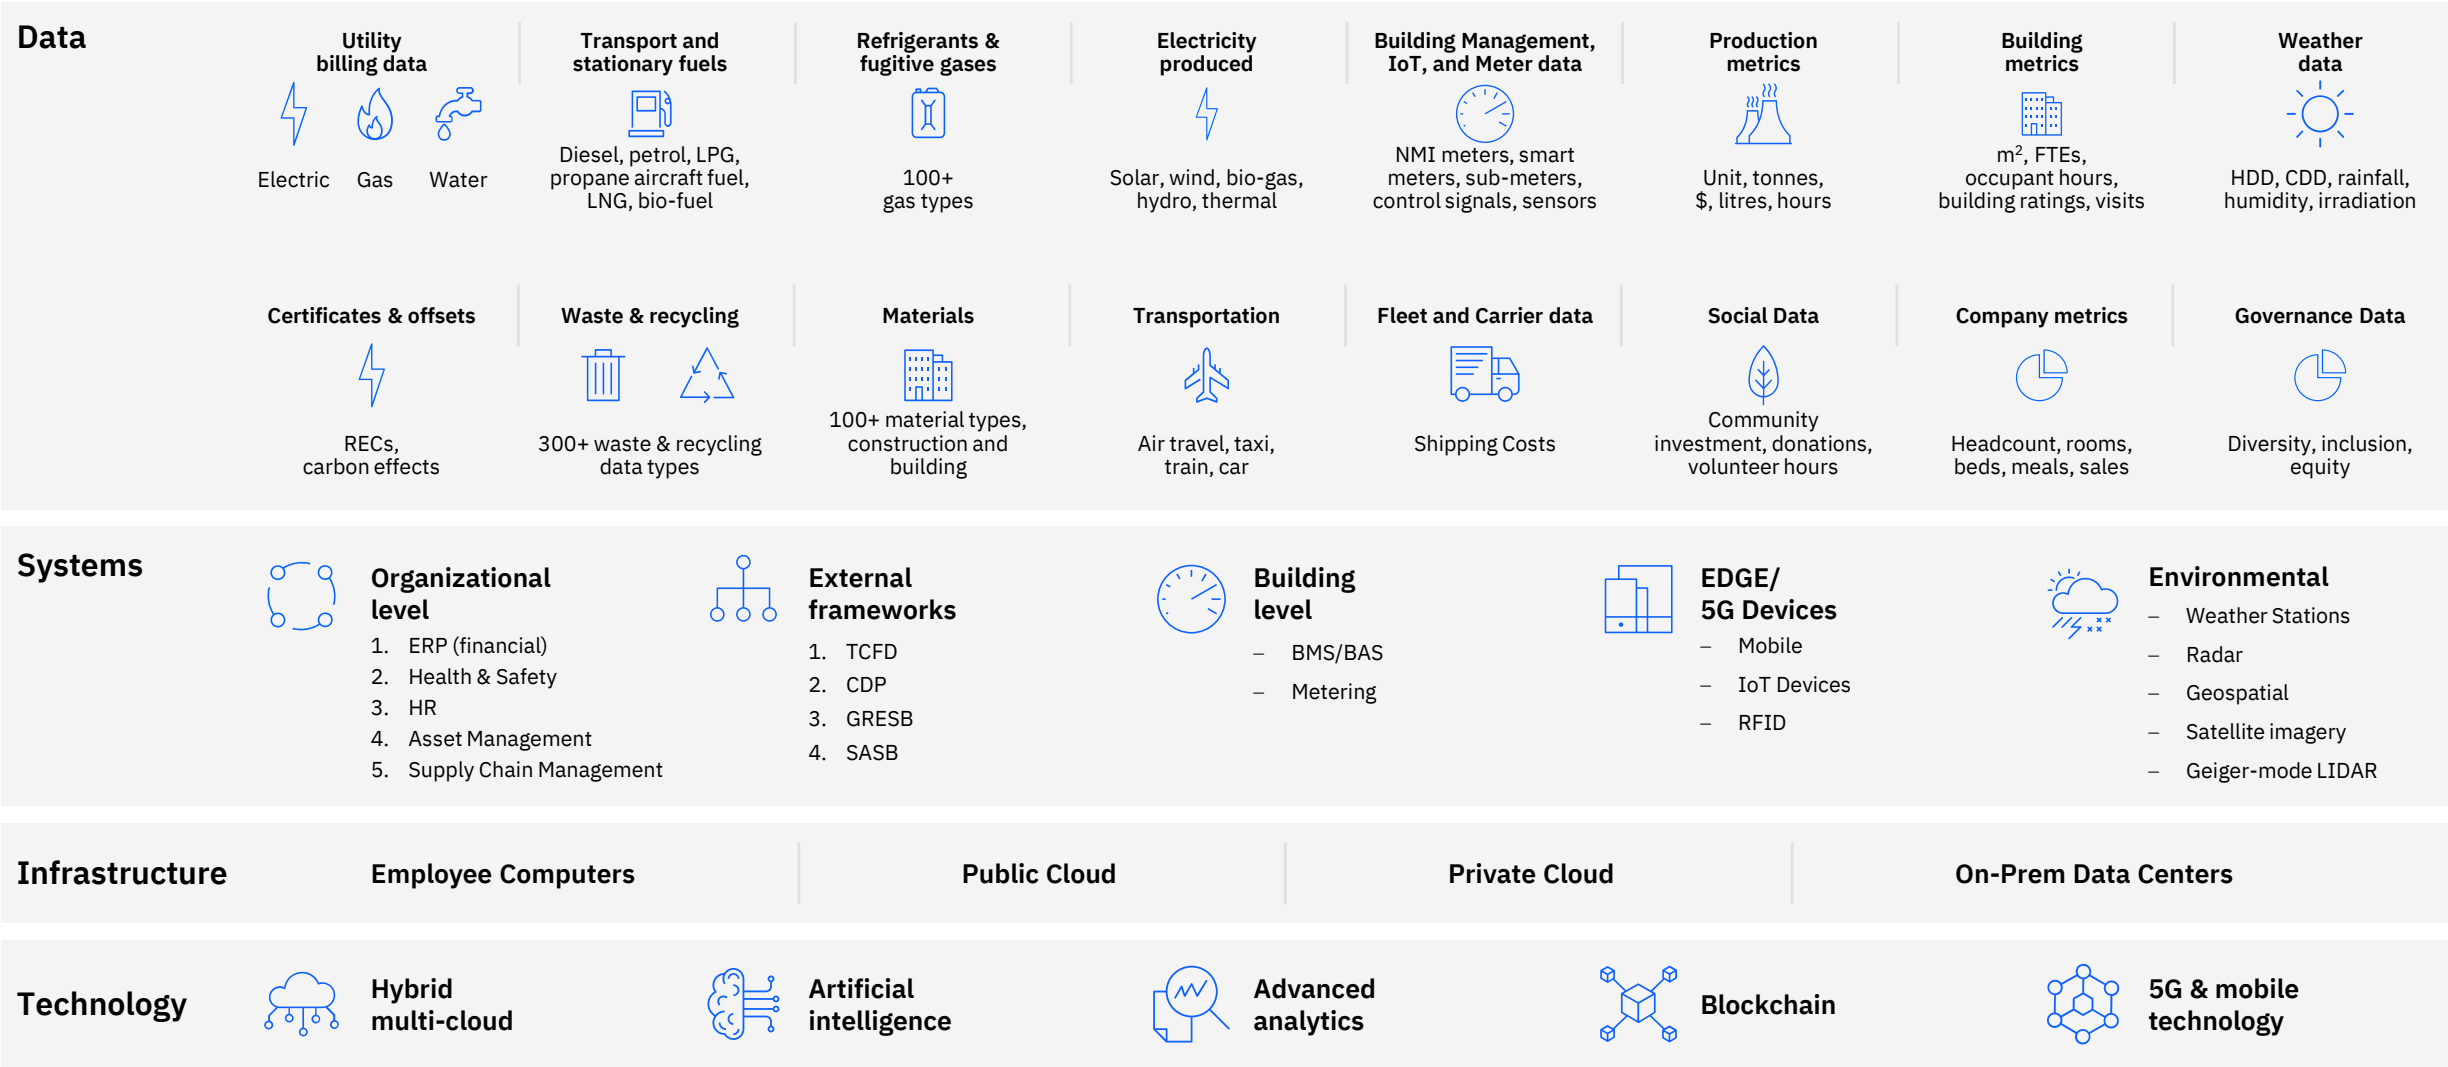 Data
Utility
billing data
Electric
Gas
Water
Transport and
stationary fuels
Diesel, petrol, LPG,
propane aircraft fuel,
LNG, bio-fuel
Refrigerants &
fugitive gases
100+
gas types
Electricity
produced
Solar, wind, bio-gas,
hydro, thermal
Building Management,
IoT, and Meter data
NMI meters, smart
meters, sub-meters,
control signals, sensors
Production
metrics
Unit, tonnes,
$, litres, hours
Building
metrics
m², FTEs,
occupant hours,
building ratings, visits
Weather
data
HDD, CDD, rainfall,
humidity, irradiation
Certificates & offsets
RECs,
carbon effects
Waste & recycling
300+ waste & recycling
data types
Materials
100+ material types,
construction and
building
Transportation
Air travel, taxi,
train, car
Fleet and Carrier data
Shipping Costs
Social Data
Community
investment, donations,
volunteer hours
Company metrics
Headcount, rooms,
beds, meals, sales
Governance Data
Diversity, inclusion,
equity
Systems
Organizational
level
1. ERP (financial)
2. Health & Safety
3. HR
4. Asset Management
5. Supply Chain Management
External
frameworks
1. TCFD
2. CDP
3. GRESB
4. SASB
Building
level
– BMS/BAS
– Metering
EDGE/
5G Devices
– Mobile
– IoT Devices
– RFID
Environmental
– Weather Stations
– Radar
– Geospatial
– Satellite imagery
– Geiger-mode LIDAR
Infrastructure
Employee Computers
Public Cloud
Private Cloud
On-Prem Data Centers
Technology
Hybrid
multi-cloud
Artificial
intelligence
Advanced
analytics
Blockchain
5G & mobile
technology